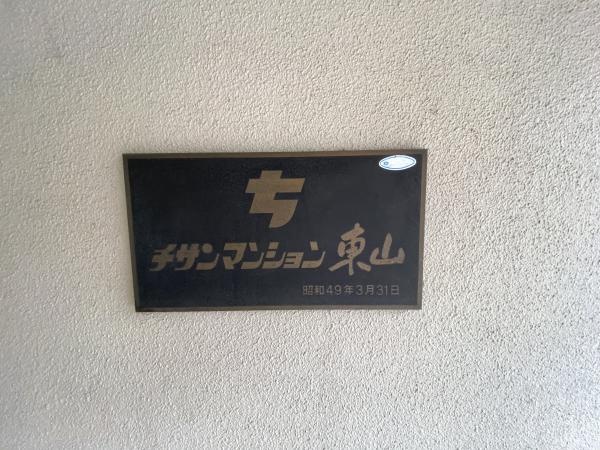 ち
チサンマンション 東山
昭和49年3月31日